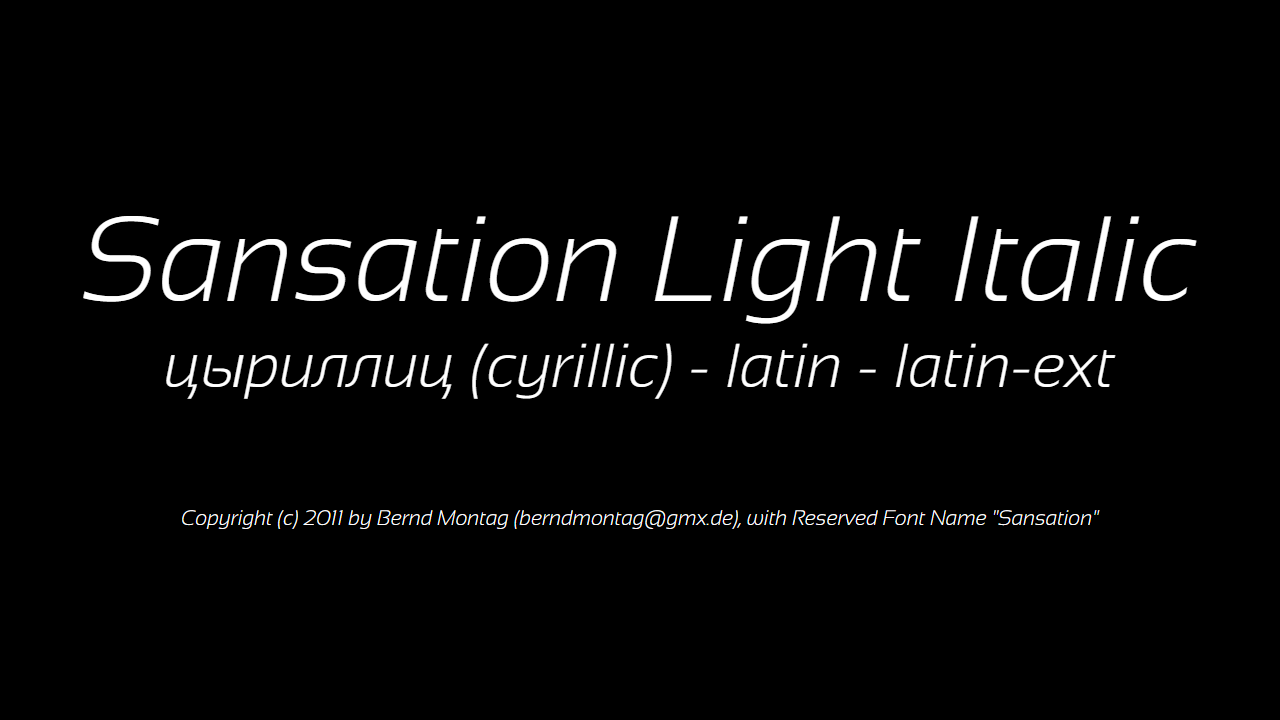 Sansation Light Italic
цыриллиц (cyrillic) - latin - latin-ext
Copyright (c) 2011 by Bernd Montag (berndmontag@gmx.de), with Reserved Font Name "Sansation"